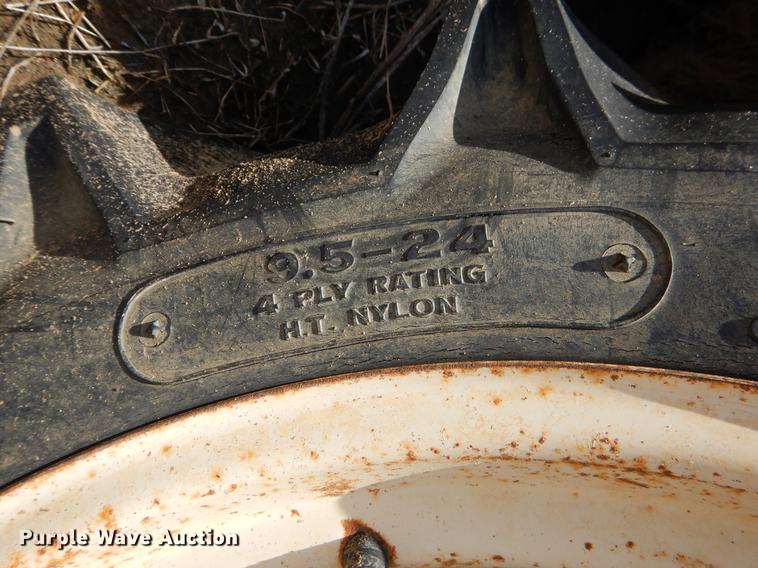 9.5-24
4 PLY RATING
H.T. NYLON
Purple Wave Auction